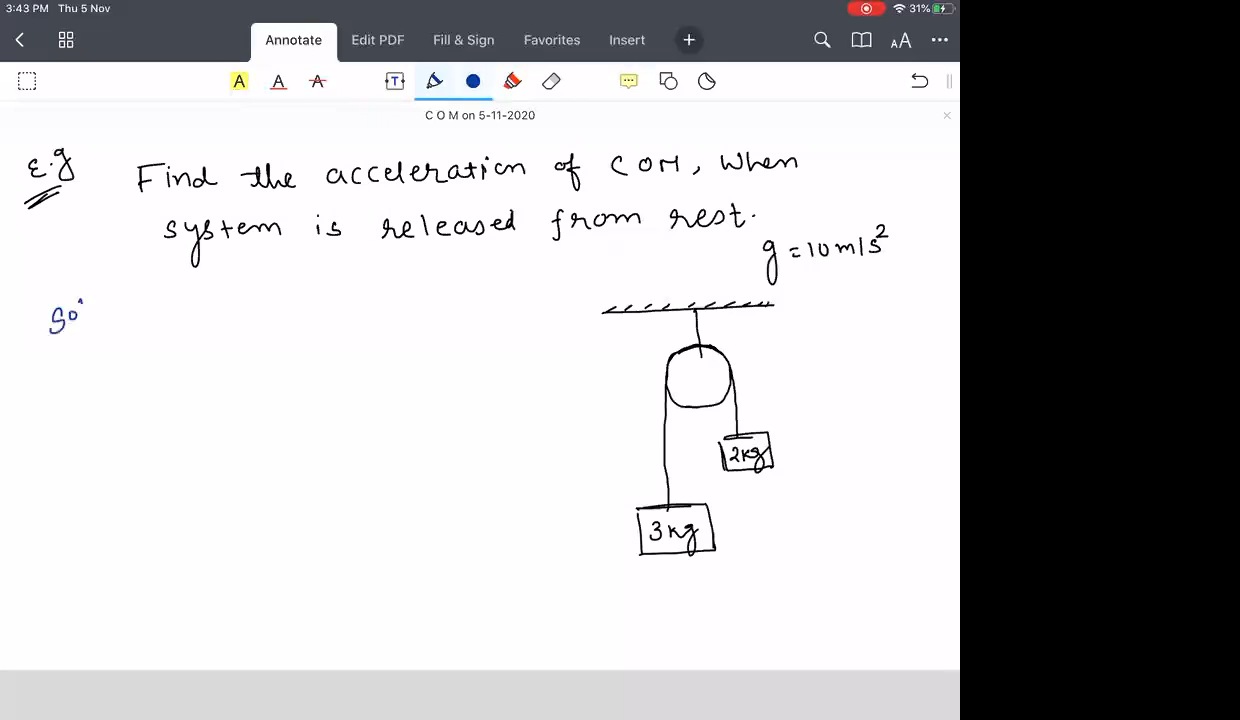 3:43 PM Thu 5 Nov
31%
Annotate Edit PDF Fill & Sign Favorites Insert +
AA
A A A T
C O M on 5-11-2020
E.g Find the acceleration of COM, when
system is released from rest.
g = 10 m/s²
So
2kg
3kg